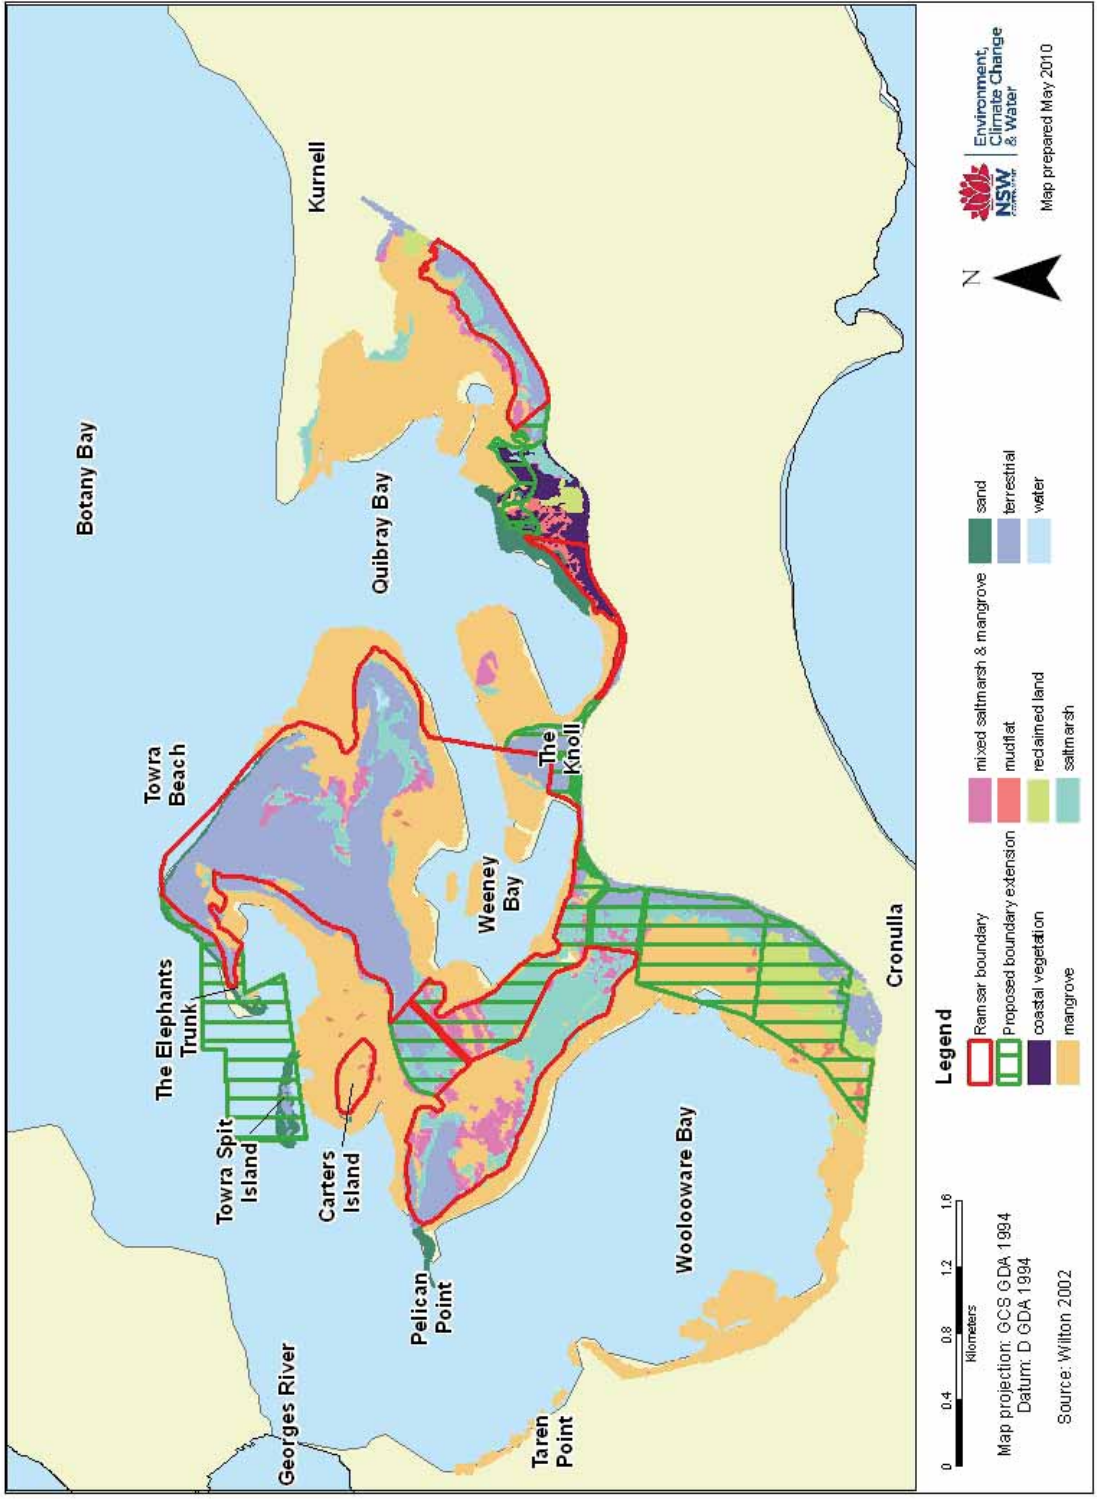 Botany Bay
Kurnell
Towra
Beach
Quibray Bay
The Elephants
Trunk
Towra Spit
Island
Carters
Island
Weeney
Bay
The
Knoll
Georges River
Pelican
Point
Woolooware Bay
Taren
Point
Cronulla
0 0.4 0.8 1.2 1.6
Kilometers
Map projection: GCS GDA 1994
Datum: D GDA 1994
Source: Wilton 2002
Legend
Ramsar boundary
Proposed boundary extension
coastal vegetation
mangrove
mixed saltmarsh & mangrove
mudflat
reclaimed land
saltmarsh
sand
terrestrial
water
N
NSW
Environment,
Climate Change
& Water
Map prepared May 2010